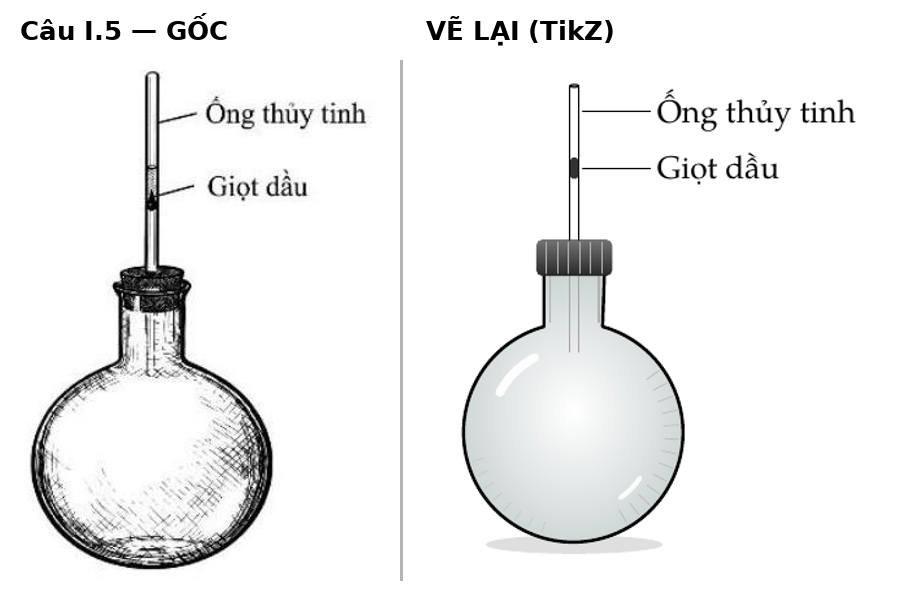 Câu I.5 — GỐC
Ống thủy tinh
Giọt dầu
VẼ LẠI (TikZ)
Ống thủy tinh
Giọt dầu